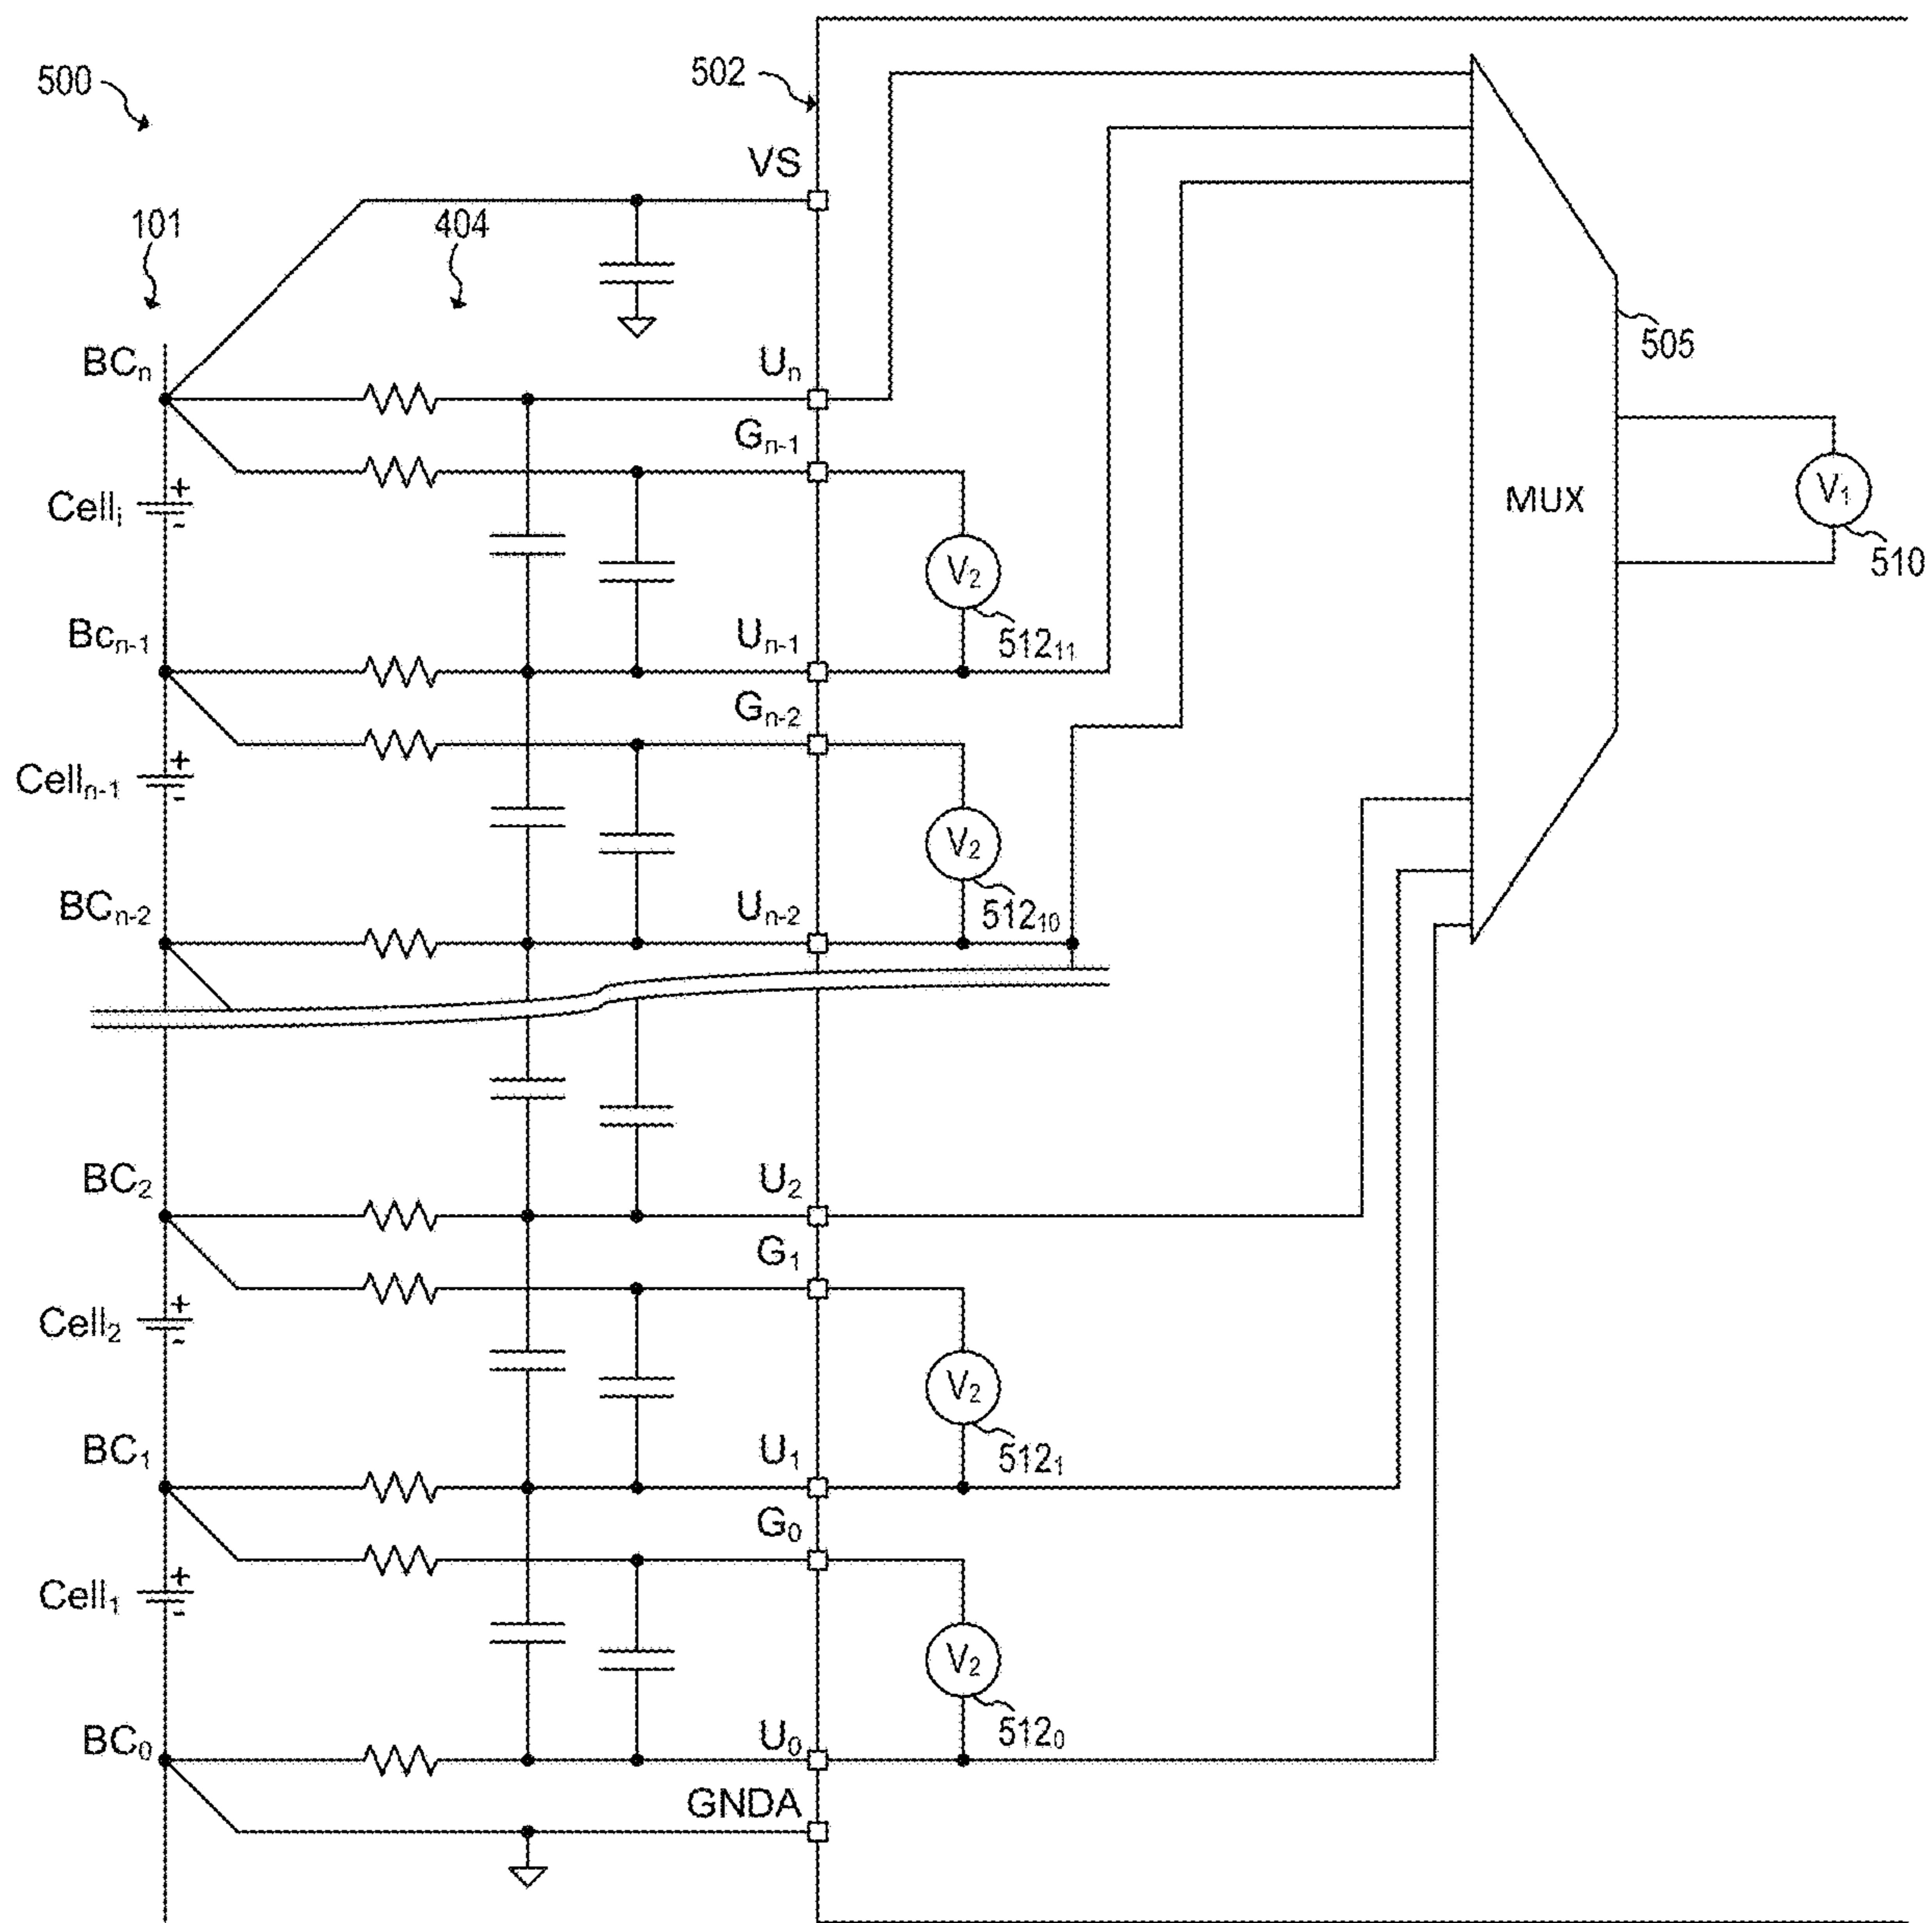 500
502
VS
101
404
BCn
Un
505
Gn-1
Celli
+
-
MUX
V1
510
V2
Bcn-1
Un-1
51211
Gn-2
Celln-1
+
-
V2
BCn-2
Un-2
51210
BC2
U2
G1
Cell2
+
-
V2
BC1
U1
5121
G0
Cell1
+
-
V2
BC0
U0
5120
GNDA